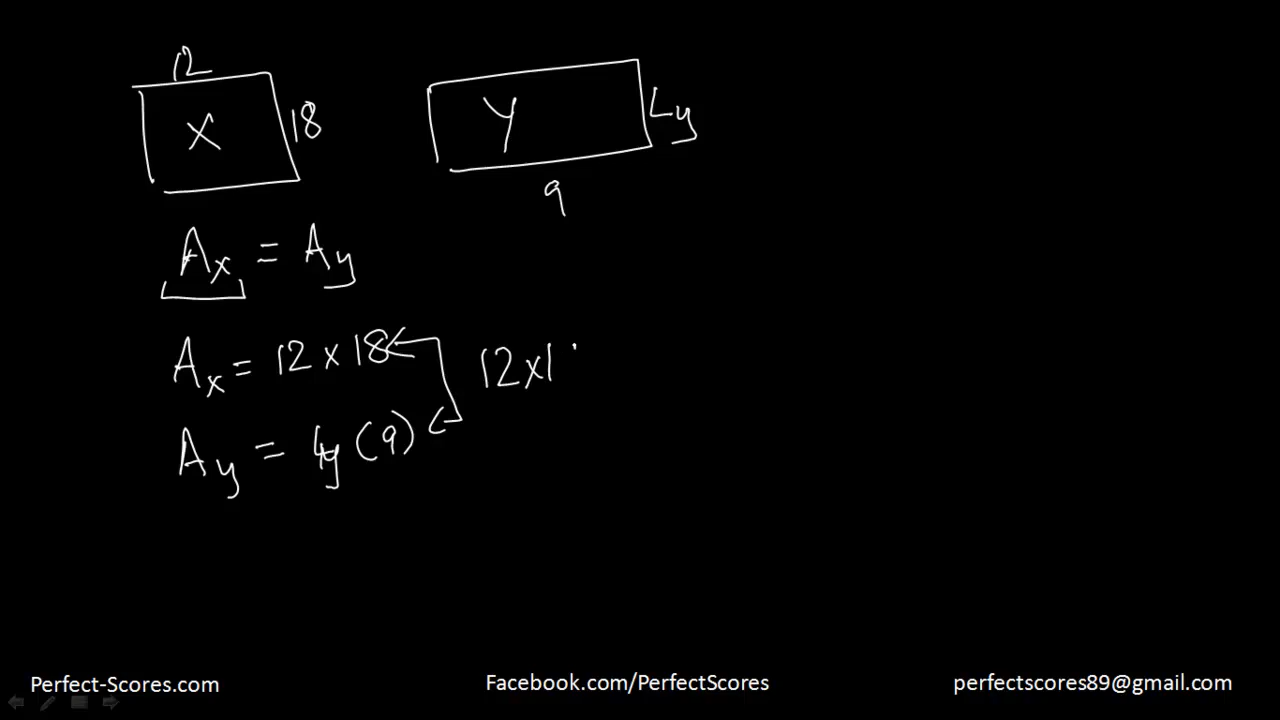 12
X
18
Y
Ly
9
Ax = Ay
Ax = 12 x 18
12x1
Ay = Ly (9)
Perfect-Scores.com
Facebook.com/PerfectScores
perfectscores89@gmail.com